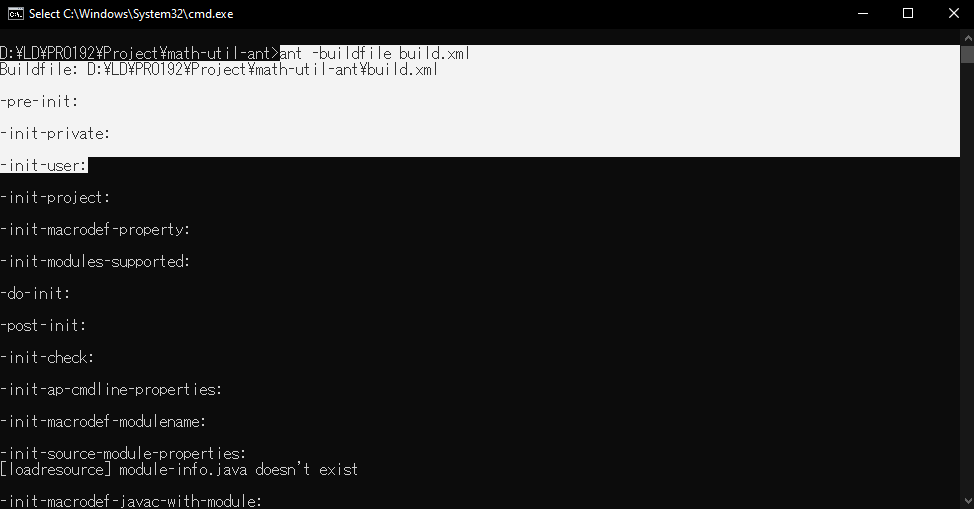 Select C:\Windows\System32\cmd.exe
D:¥LD¥PRO192¥Project¥math-util-ant>ant -buildfile build.xml
Buildfile: D:¥LD¥PRO192¥Project¥math-util-ant¥build.xml
-pre-init:
-init-private:
-init-user:
-init-project:
-init-macrodef-property:
-init-modules-supported:
-do-init:
-post-init:
-init-check:
-init-ap-cmdline-properties:
-init-macrodef-modulename:
-init-source-module-properties:
[loadresource] module-info.java doesn't exist
-init-macrodef-javac-with-module: